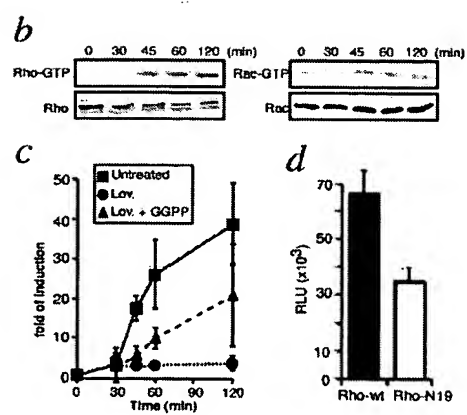 b
0 30 45 60 120 (min)
Rho-GTP
Rho
0 30 45 60 120 (min)
Rac-GTP
Rac
c
Untreated
Lov.
Lov. + GGPP
fold of induction
50
40
30
20
10
0
0 30 60 90 120
Time (min)
d
RLU (x10³)
70
60
30
0
Rho-wt Rho-N19